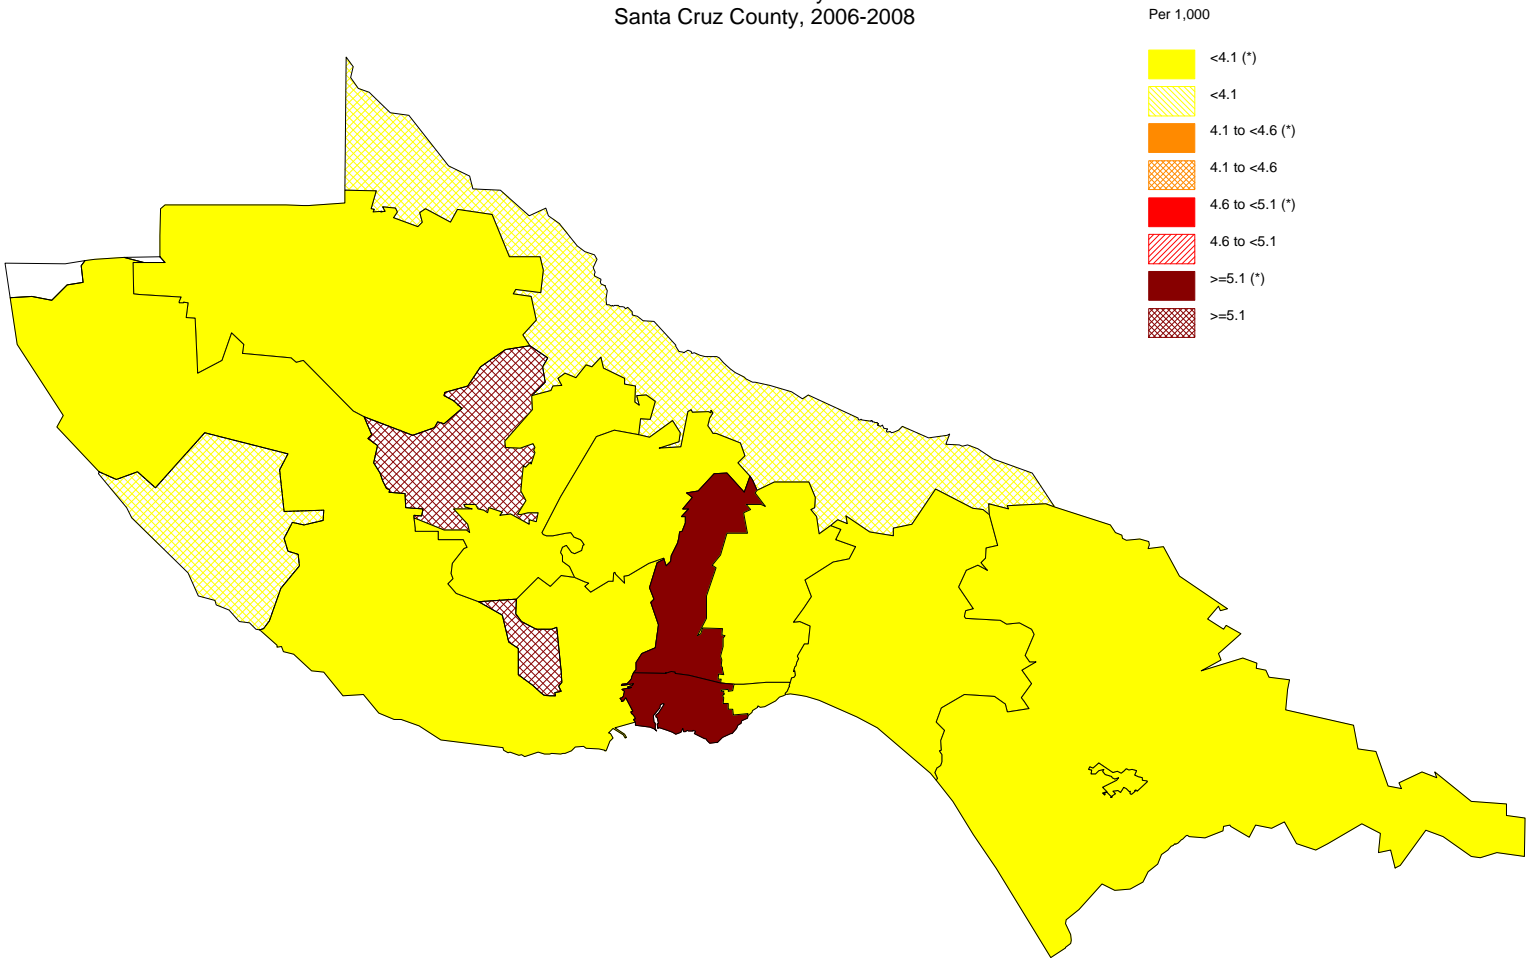 Santa Cruz County, 2006-2008
Per 1,000
<4.1 (*)
<4.1
4.1 to <4.6 (*)
4.1 to <4.6
4.6 to <5.1 (*)
4.6 to <5.1
>=5.1 (*)
>=5.1